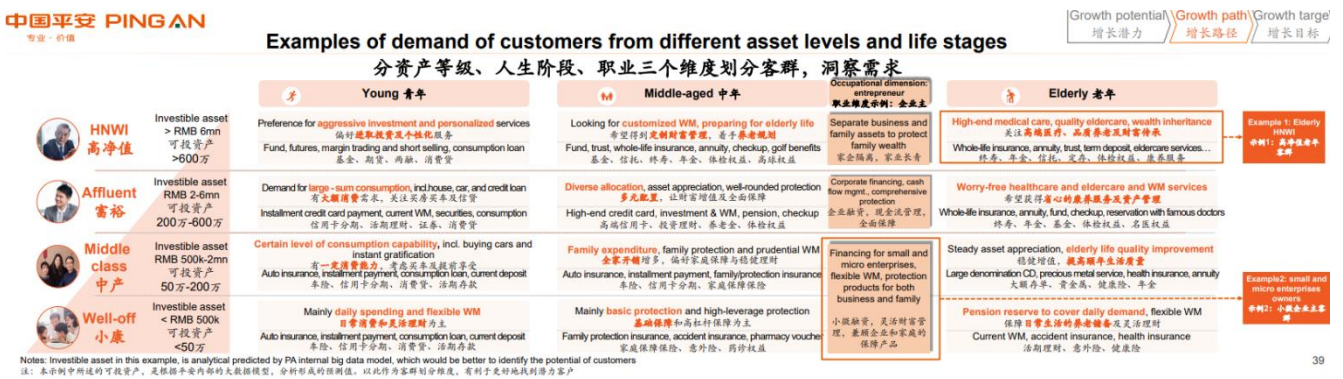 中国平安 PING AN
专业·价值
Growth potential
增长潜力
Growth path
增长路径
Growth targe
增长目标
Examples of demand of customers from different asset levels and life stages
分资产等级、人生阶段、职业三个维度划分客群，洞察需求
Young 青年
Middle-aged 中年
Occupational dimension:
entrepreneur
职业维度示例：企业主
Elderly 老年
HNWI
高净值
Investible asset
> RMB 6mn
可投资产
>600万
Preference for aggressive investment and personalized services
偏好进取投资及个性化服务
Fund, futures, margin trading and short selling, consumption loan
基金、期货、两融、消费贷
Looking for customized WM, preparing for elderly life
希望得到定制财富管理，着手养老规划
Fund, trust, whole-life insurance, annuity, checkup, golf benefits
基金、信托、终寿、年金、体检权益、高球权益
Separate business and
family assets to protect
family wealth
家企隔离，家业长青
High-end medical care, quality eldercare, wealth inheritance
关注高端医疗、品质养老及财富传承
Whole-life insurance, annuity, trust, term deposit, eldercare services…
终寿、年金、信托、定存、体检权益、康养服务
Example 1: Elderly
HNWI
示例1：高净值老年
客群
Affluent
富裕
Investible asset
RMB 2-6mn
可投资产
200万-600万
Demand for large - sum consumption, incl.house, car, and credit loan
有大额消费需求，关注买房买车及信贷
Installment credit card payment, current WM, securities, consumption
信用卡分期、活期理财、证券、消费贷
Diverse allocation, asset appreciation, well-rounded protection
多元配置，让财富增值及全面保障
High-end credit card, investment & WM, pension, checkup
高端信用卡、投资理财、养老金、体检权益
Corporate financing, cash
flow mgmt., comprehensive
protection
企业融资，现金流管理，
全面保障
Worry-free healthcare and eldercare and WM services
希望获得省心的康养服务及资产管理
Whole-life insurance, annuity, fund, checkup, reservation with famous doctors
终寿、年金、基金、体检权益、名医权益
Middle
class
中产
Investible asset
RMB 500k-2mn
可投资产
50万-200万
Certain level of consumption capability, incl. buying cars and
instant gratification
有一定消费能力，考虑买车及提前享受
Auto insurance, installment payment, consumption loan, current deposit
车险、信用卡分期、消费贷、活期存款
Family expenditure, family protection and prudential WM
全家开销增多，偏好家庭保障与稳健理财
Auto insurance, installment payment, family/protection insurance
车险、信用卡分期、家庭保障保险
Financing for small
and micro enterprises,
flexible WM, protection
products for both
business and family
小微融资，灵活财富管
理，兼顾企业和家庭的
保障产品
Steady asset appreciation, elderly life quality improvement
稳健增值，提高颐年生活质量
Large denomination CD, precious metal service, health insurance, annuity
大额存单、贵金属、健康险、年金
Example2: small and
micro enterprises
owners
示例2：小微企业主客
群
Well-off
小康
Investible asset
< RMB 500k
可投资产
<50万
Mainly daily spending and flexible WM
日常消费和灵活理财为主
Auto insurance, installment payment, consumption loan, current deposit
车险、信用卡分期、消费贷、活期存款
Mainly basic protection and high-leverage protection
基础保障和高杠杆保障为主
Family protection insurance, accident insurance, pharmacy voucher
家庭保障保险、意外险、药诊权益
Pension reserve to cover daily demand, flexible WM
保障日常生活的养老储备及灵活理财
Current WM, accident insurance, health insurance
活期理财、意外险、健康险
Notes: Investible asset in this example, is analytical predicted by PA internal big data model, which would be better to identify the potential of customers
注：本示例中所述的可投资产，是根据平安内部的大数据模型，分析形成的预测值。以此作为客群划分维度，有利于更好地找到潜力客户
39